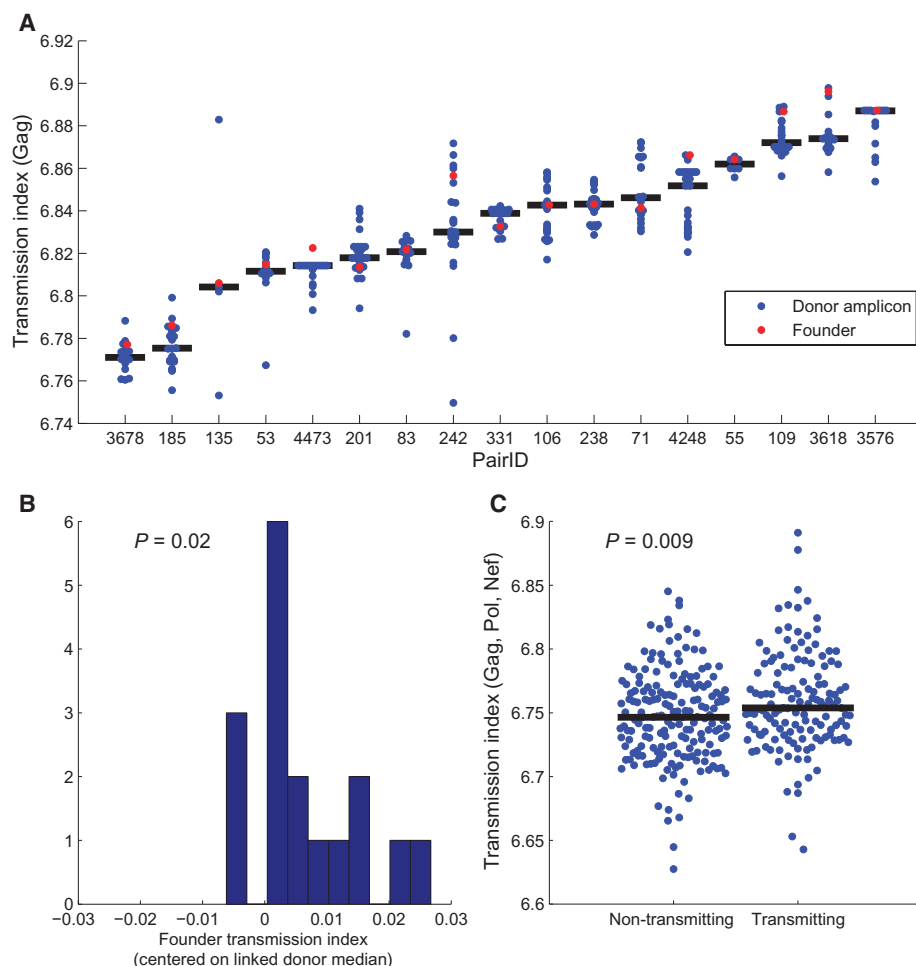 A
Transmission index (Gag)
6.92
6.9
6.88
6.86
6.84
6.82
6.8
6.78
6.76
6.74
Donor amplicon
Founder
3678 185 135 53 4473 201 83 242 331 106 238 71 4248 55 109 3618 3576
PairID
B
P = 0.02
6
5
4
3
2
1
0
−0.03 −0.02 −0.01 0 0.01 0.02 0.03
Founder transmission index
(centered on linked donor median)
C
P = 0.009
Transmission index (Gag, Pol, Nef)
6.9
6.85
6.8
6.75
6.7
6.65
6.6
Non-transmitting Transmitting